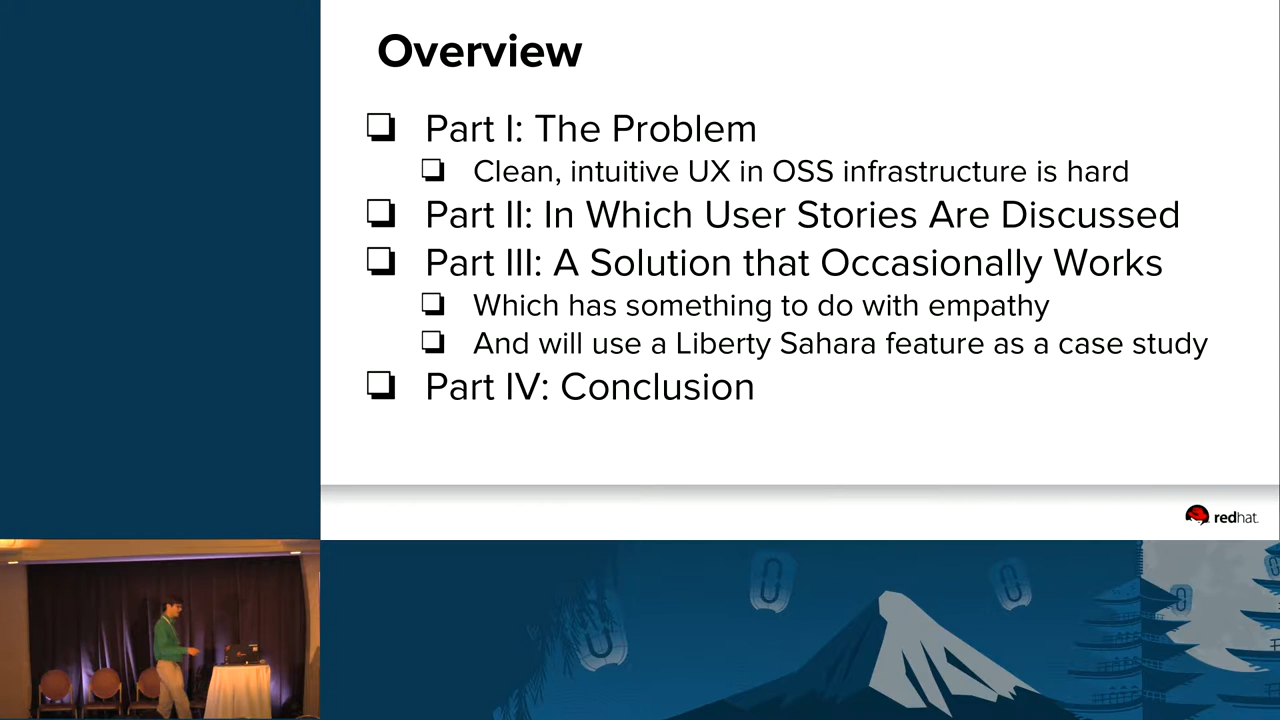 Overview
Part I: The Problem
Clean, intuitive UX in OSS infrastructure is hard
Part II: In Which User Stories Are Discussed
Part III: A Solution that Occasionally Works
Which has something to do with empathy
And will use a Liberty Sahara feature as a case study
Part IV: Conclusion
redhat.